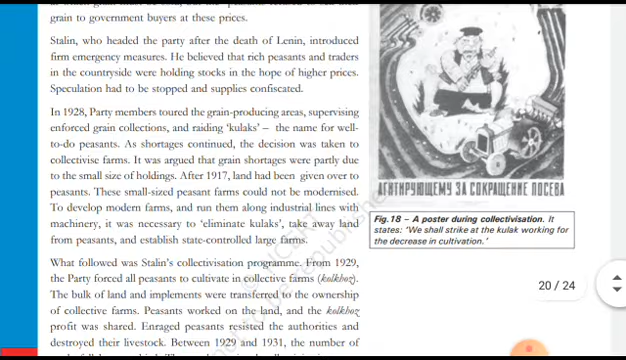 grain to government buyers at these prices.
Stalin, who headed the party after the death of Lenin, introduced
firm emergency measures. He believed that rich peasants and traders
in the countryside were holding stocks in the hope of higher prices.
Speculation had to be stopped and supplies confiscated.
In 1928, Party members toured the grain-producing areas, supervising
enforced grain collections, and raiding ‘kulaks’ – the name for well-
to-do peasants. As shortages continued, the decision was taken to
collectivise farms. It was argued that grain shortages were partly due
to the small size of holdings. After 1917, land had been given over to
peasants. These small-sized peasant farms could not be modernised.
To develop modern farms, and run them along industrial lines with
machinery, it was necessary to ‘eliminate kulaks’, take away land
from peasants, and establish state-controlled large farms.
What followed was Stalin’s collectivisation programme. From 1929,
the Party forced all peasants to cultivate in collective farms (kolkhoz).
The bulk of land and implements were transferred to the ownership
of collective farms. Peasants worked on the land, and the kolkhoz
profit was shared. Enraged peasants resisted the authorities and
destroyed their livestock. Between 1929 and 1931, the number of
АГИТИРУЮЩЕМУ ЗА СОКРАЩЕНИЕ ПОСЕВА
Fig.18 – A poster during collectivisation. It
states: ‘We shall strike at the kulak working for
the decrease in cultivation.’
20 / 24